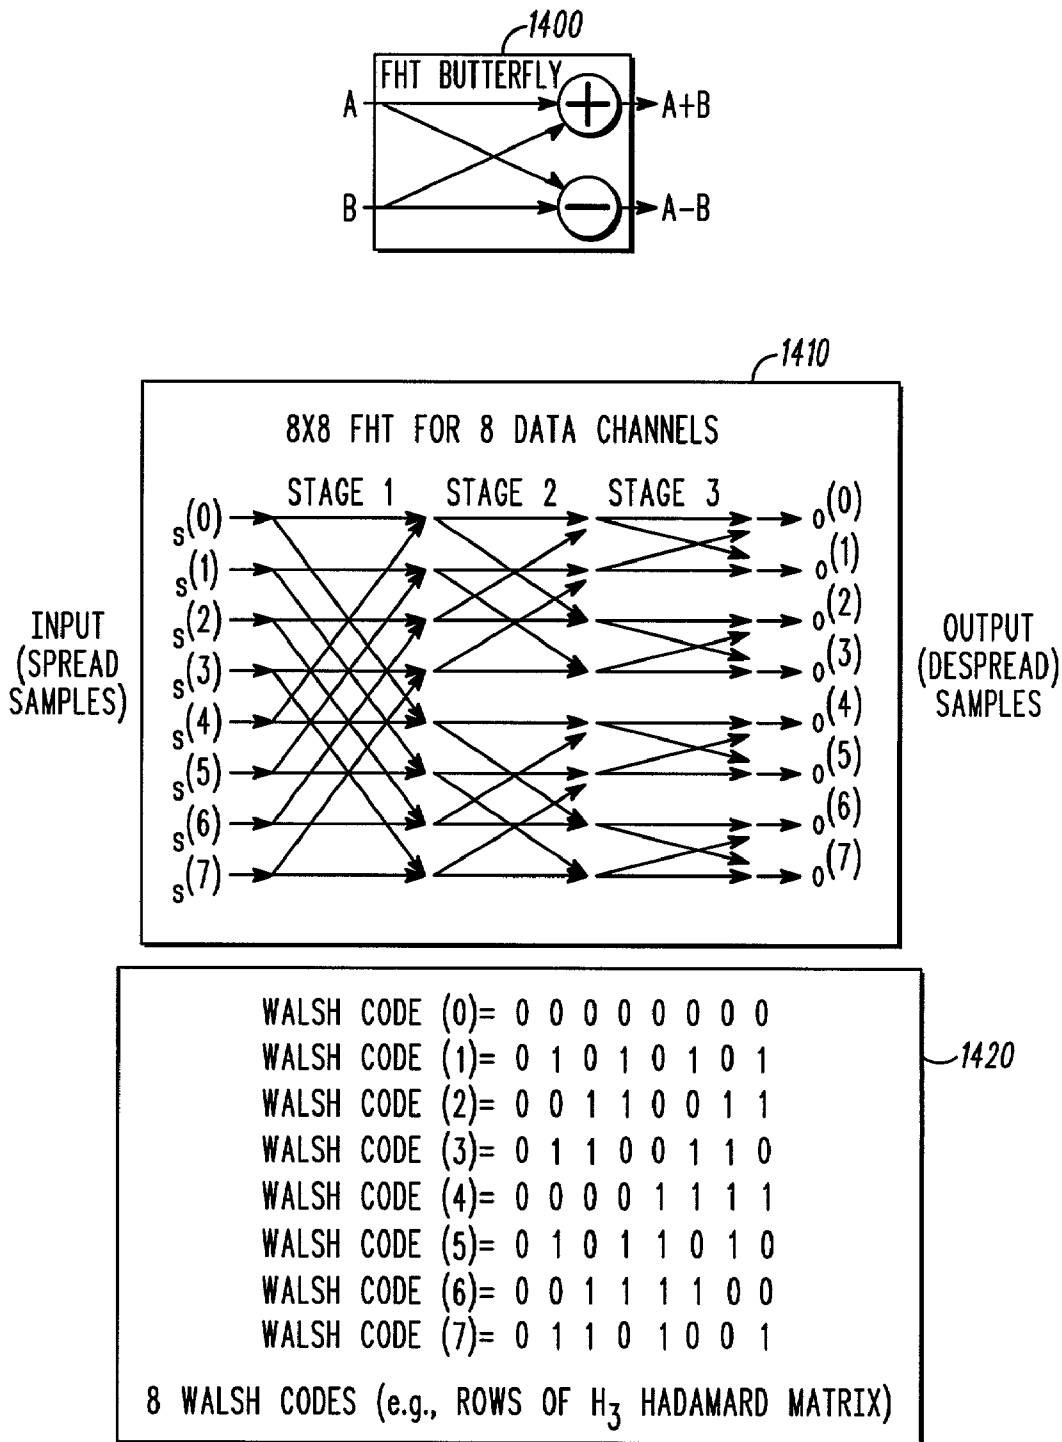 1400
FHT BUTTERFLY
A
A+B
B
A-B
1410
8X8 FHT FOR 8 DATA CHANNELS
STAGE 1 STAGE 2 STAGE 3
s(0) o(0)
s(1) o(1)
s(2) o(2)
s(3) o(3)
s(4) o(4)
s(5) o(5)
s(6) o(6)
s(7) o(7)
INPUT
(SPREAD
SAMPLES)
OUTPUT
(DESPREAD)
SAMPLES
WALSH CODE (0)= 0 0 0 0 0 0 0 0
WALSH CODE (1)= 0 1 0 1 0 1 0 1
1420
WALSH CODE (2)= 0 0 1 1 0 0 1 1
WALSH CODE (3)= 0 1 1 0 0 1 1 0
WALSH CODE (4)= 0 0 0 0 1 1 1 1
WALSH CODE (5)= 0 1 0 1 1 0 1 0
WALSH CODE (6)= 0 0 1 1 1 1 0 0
WALSH CODE (7)= 0 1 1 0 1 0 0 1
8 WALSH CODES (e.g., ROWS OF H3 HADAMARD MATRIX)